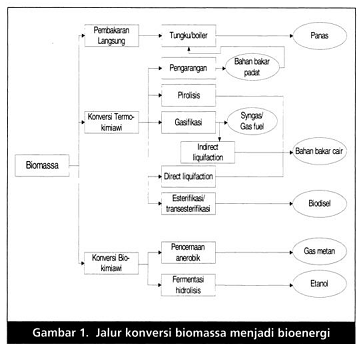 Pembakaran
Langsung
Tungku/boiler
Panas
Pengarangan
Bahan bakar
padat
Pirolisis
Konversi Termo-
kimiawi
Gasifikasi
Syngas/
Gas fuel
Biomassa
Indirect
liquifaction
Bahan bakar cair
Direct liquifaction
Esterifikasi/
transesterifikasi
Biodisel
Konversi Bio-
kimiawi
Pencernaan
anerobik
Gas metan
Fermentasi
hidrolisis
Etanol
Gambar 1. Jalur konversi biomassa menjadi bioenergi